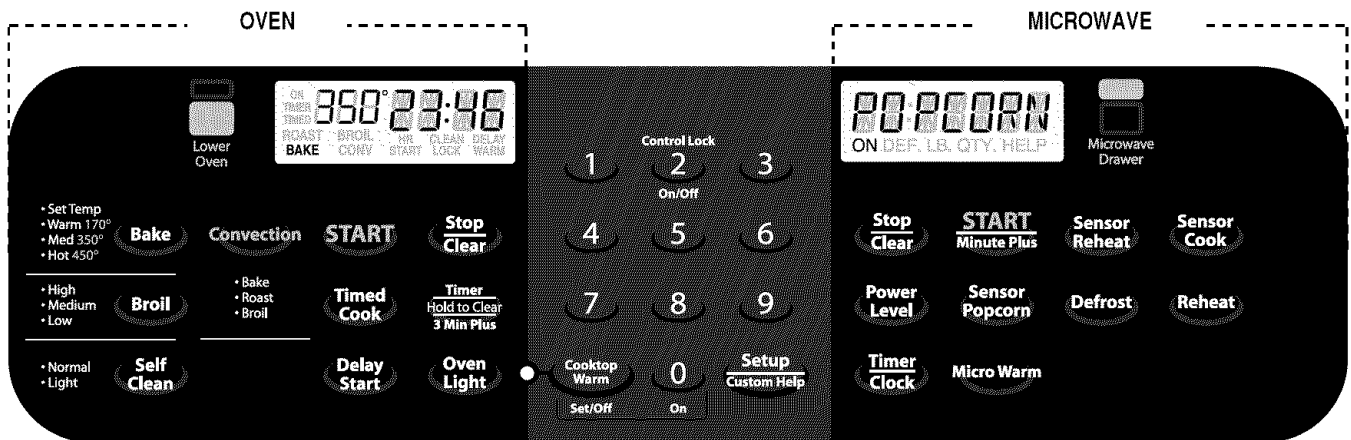 OVEN
MICROWAVE
Lower
Oven
ON
TIMER
TIMED
350° 23:46
ROAST BROIL HR CLEAN DELAY
BAKE CONV START LOCK WARM
Control Lock
1 2 3
On/Off
4 5 6
7 8 9
Cooktop
Warm
0
Setup
Custom Help
Set/Off On
POPCORN
ON DEF. LB. QTY. HELP
Microwave
Drawer
• Set Temp
• Warm 170°
• Med 350°
• Hot 450°
Bake
Convection
START
Stop
Clear
• High
• Medium
• Low
Broil
• Bake
• Roast
• Broil
Timed
Cook
Timer
Hold to Clear
3 Min Plus
• Normal
• Light
Self
Clean
Delay
Start
Oven
Light
Stop
Clear
START
Minute Plus
Sensor
Reheat
Sensor
Cook
Power
Level
Sensor
Popcorn
Defrost
Reheat
Timer
Clock
Micro Warm